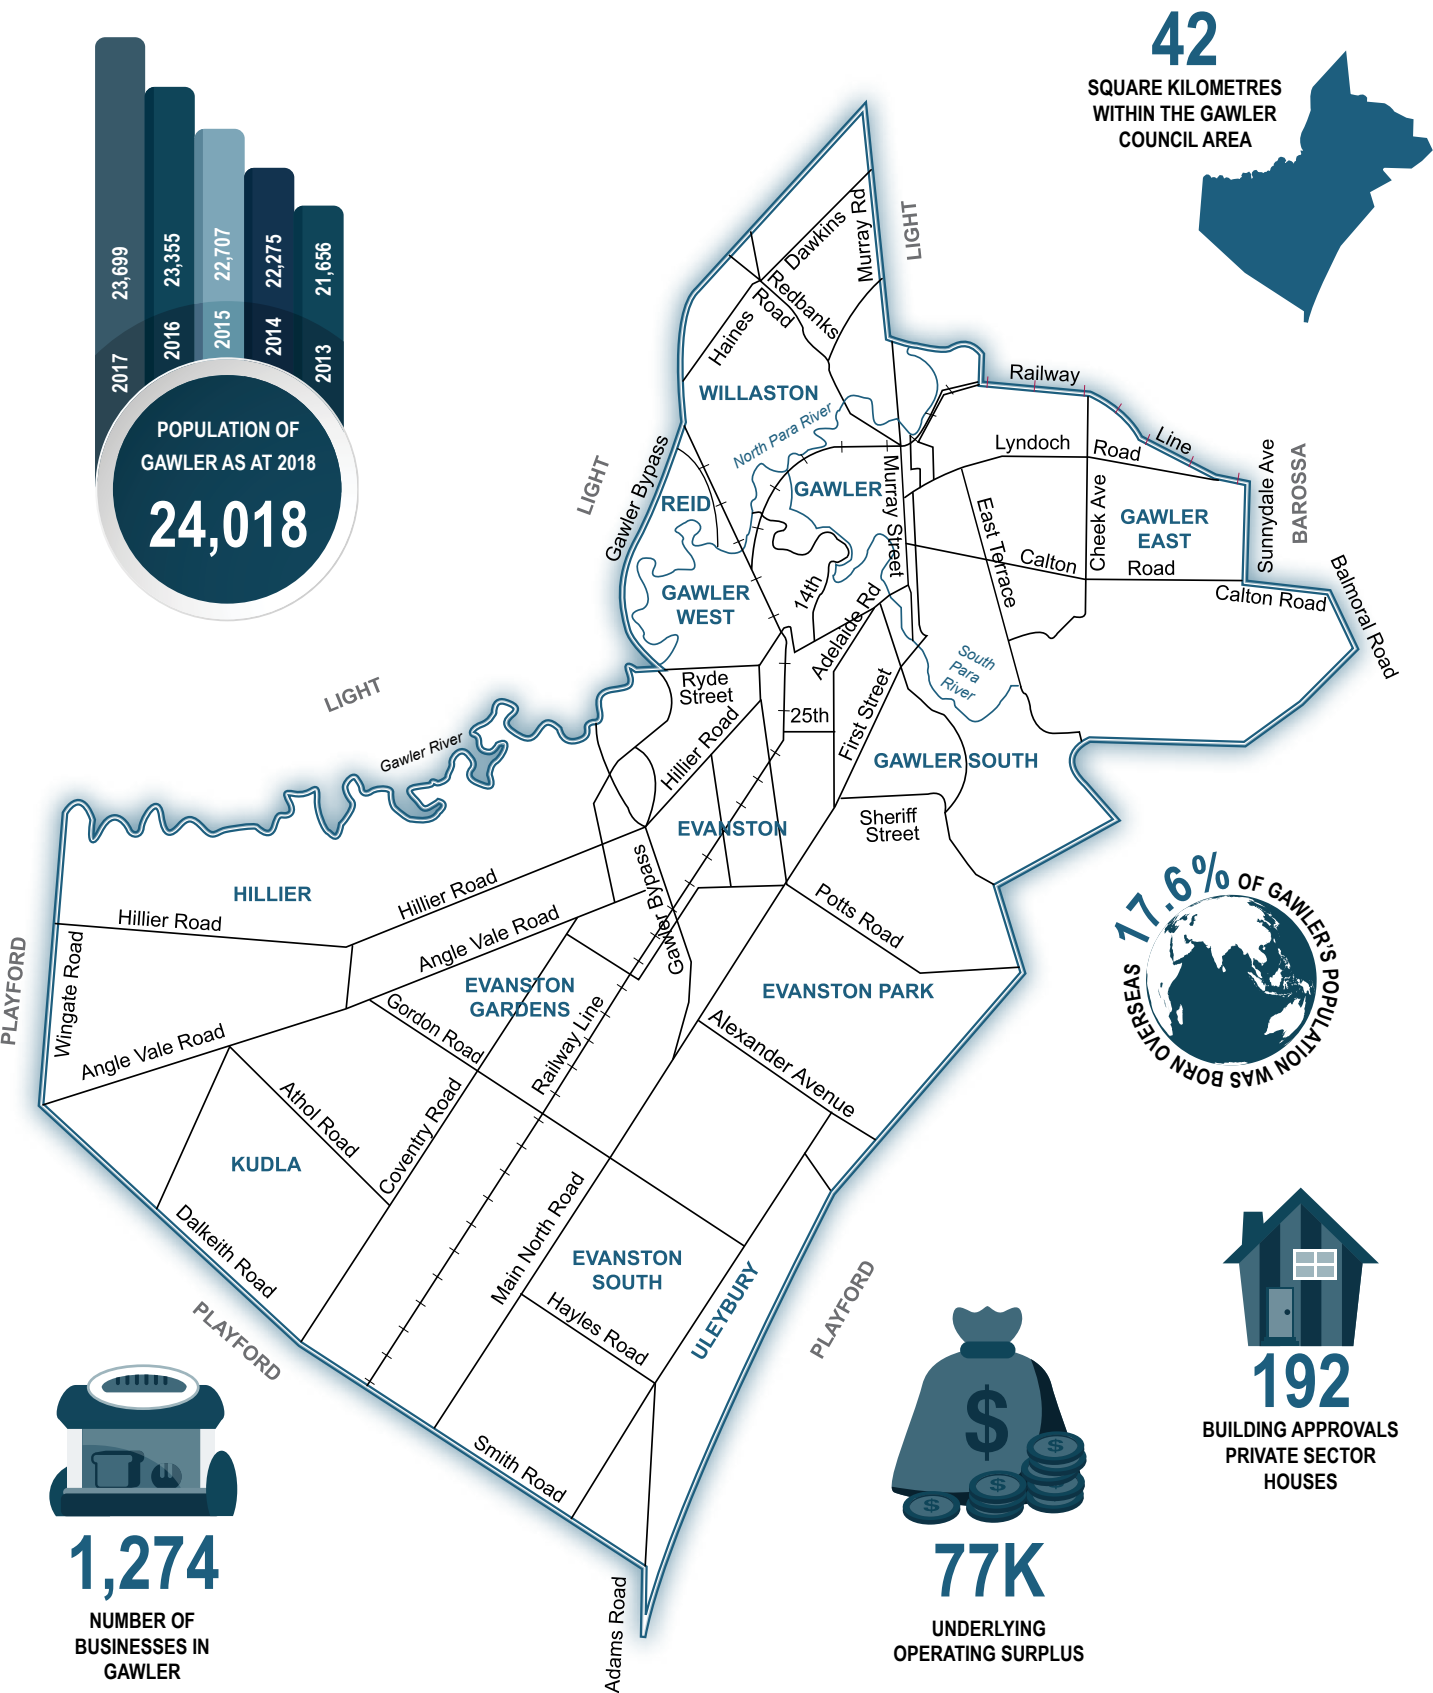 23,699
2017
23,355
2016
22,707
2015
22,275
2014
21,656
2013
POPULATION OF
GAWLER AS AT 2018
24,018
42
SQUARE KILOMETRES
WITHIN THE GAWLER
COUNCIL AREA
LIGHT
Dawkins
Murray Rd
Redbanks
Road
Haines
WILLASTON
North Para River
Railway
Line
Lyndoch
Road
Sunnydale Ave
BAROSSA
LIGHT
Gawler Bypass
REID
GAWLER
Murray Street
East Terrace
Cheek Ave
GAWLER
EAST
Calton
Road
Calton Road
Balmoral Road
GAWLER
WEST
14th
Adelaide Rd
South
Para
River
LIGHT
Gawler River
Ryde
Street
Hillier Road
25th
First Street
GAWLER SOUTH
EVANSTON
Sheriff
Street
HILLIER
Hillier Road
Hillier Road
Gawler Bypass
Potts Road
PLAYFORD
Wingate Road
Angle Vale Road
Angle Vale Road
EVANSTON
GARDENS
EVANSTON PARK
Gordon Road
Railway Line
Alexander Avenue
Athol Road
Coventry Road
KUDLA
Dalkeith Road
Main North Road
EVANSTON
SOUTH
Hayles Road
ULEYBURY
PLAYFORD
PLAYFORD
Smith Road
Adams Road
17.6% OF GAWLER'S POPULATION WAS BORN OVERSEAS
192
BUILDING APPROVALS
PRIVATE SECTOR
HOUSES
$
$
$
$
77K
UNDERLYING
OPERATING SURPLUS
1,274
NUMBER OF
BUSINESSES IN
GAWLER